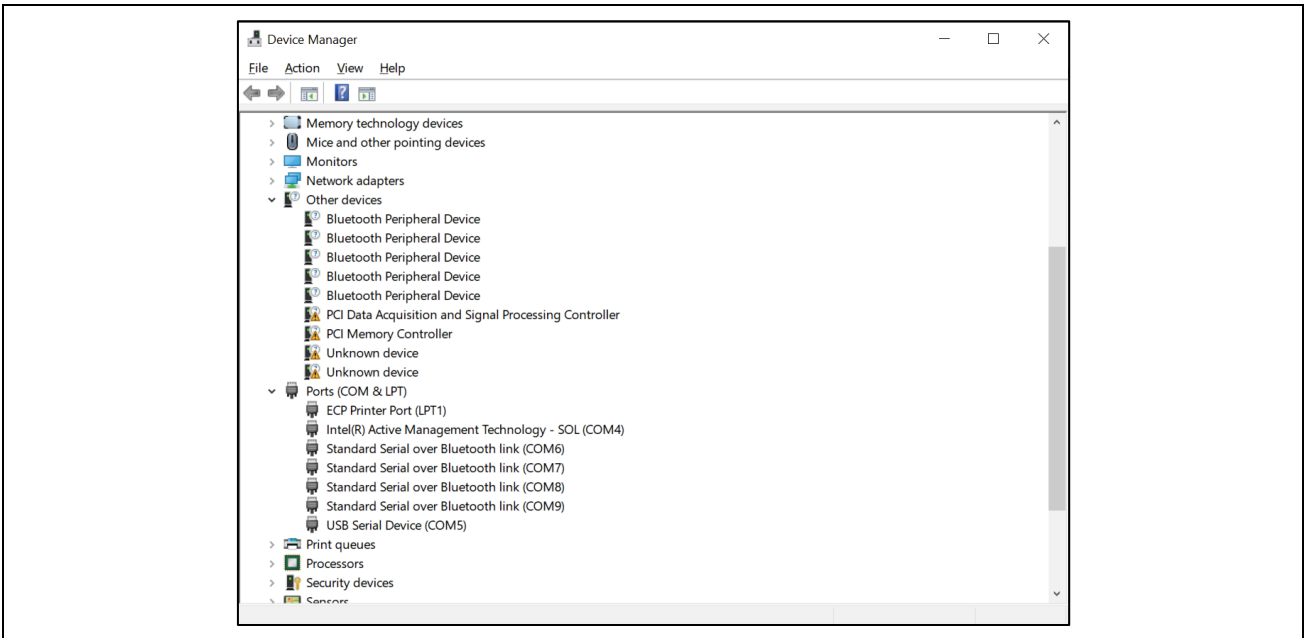 Device Manager
File Action View Help
Memory technology devices
Mice and other pointing devices
Monitors
Network adapters
Other devices
Bluetooth Peripheral Device
Bluetooth Peripheral Device
Bluetooth Peripheral Device
Bluetooth Peripheral Device
Bluetooth Peripheral Device
PCI Data Acquisition and Signal Processing Controller
PCI Memory Controller
Unknown device
Unknown device
Ports (COM & LPT)
ECP Printer Port (LPT1)
Intel(R) Active Management Technology - SOL (COM4)
Standard Serial over Bluetooth link (COM6)
Standard Serial over Bluetooth link (COM7)
Standard Serial over Bluetooth link (COM8)
Standard Serial over Bluetooth link (COM9)
USB Serial Device (COM5)
Print queues
Processors
Security devices
Sensors